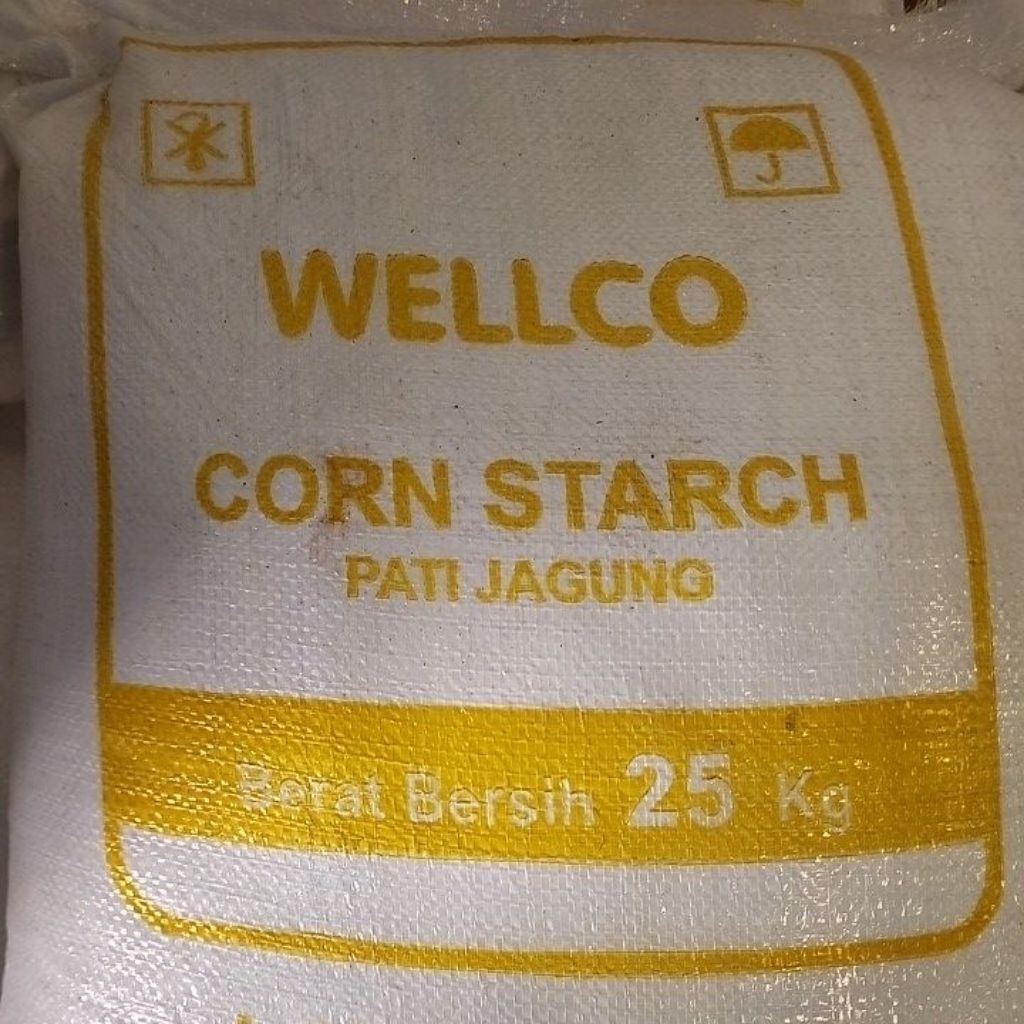 WELLCO
CORN STARCH
PATI JAGUNG
Berat Bersih 25 Kg